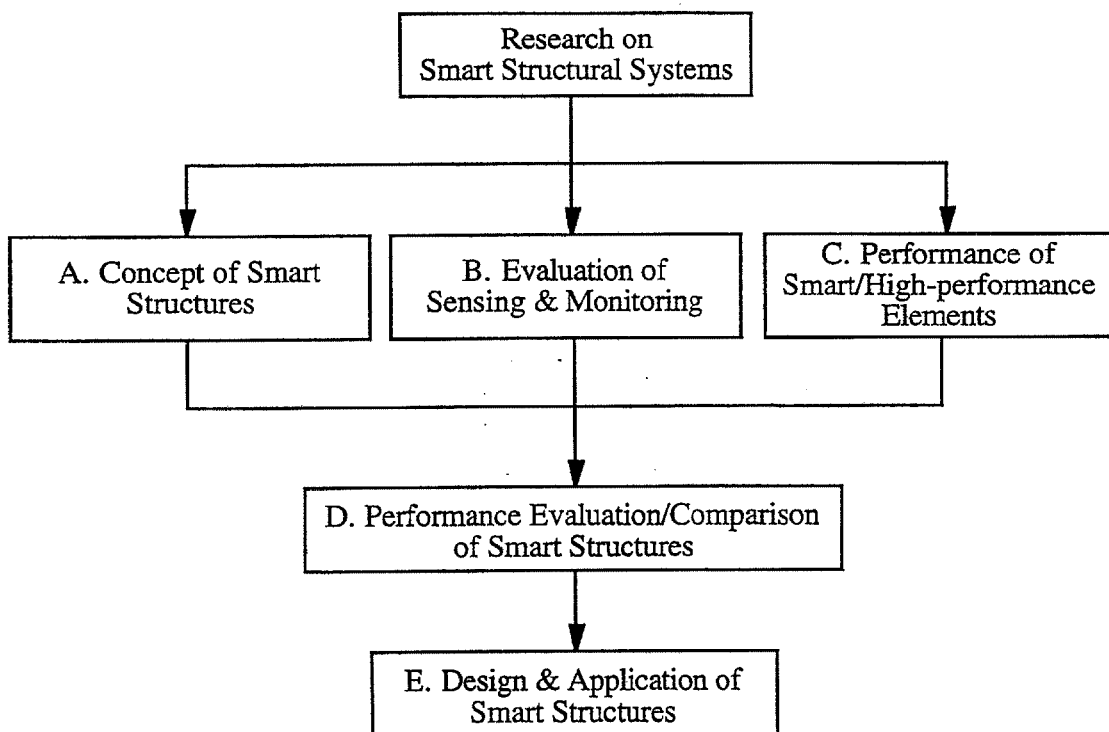 Research on
Smart Structural Systems
A. Concept of Smart
Structures
B. Evaluation of
Sensing & Monitoring
C. Performance of
Smart/High-performance
Elements
D. Performance Evaluation/Comparison
of Smart Structures
E. Design & Application of
Smart Structures